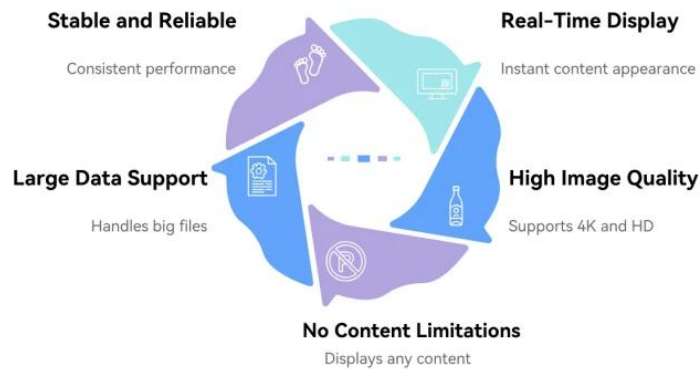 Stable and Reliable
Consistent performance
Real-Time Display
Instant content appearance
Large Data Support
Handles big files
High Image Quality
Supports 4K and HD
P
No Content Limitations
Displays any content